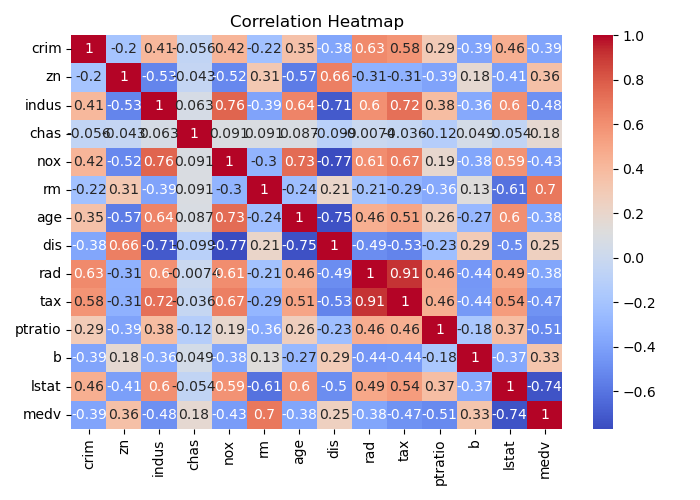 Correlation Heatmap
crim 1 -0.2 0.41 -0.056 0.42 -0.22 0.35 -0.38 0.63 0.58 0.29 -0.39 0.46 -0.39
zn -0.2 1 -0.53 -0.043 -0.52 0.31 -0.57 0.66 -0.31 -0.31 -0.39 0.18 -0.41 0.36
indus 0.41 -0.53 1 0.063 0.76 -0.39 0.64 -0.71 0.6 0.72 0.38 -0.36 0.6 -0.48
chas -0.056 -0.043 0.063 1 0.091 0.091 0.087 -0.099 -0.0074 -0.036 -0.12 0.049 -0.054 0.18
nox 0.42 -0.52 0.76 0.091 1 -0.3 0.73 -0.77 0.61 0.67 0.19 -0.38 0.59 -0.43
rm -0.22 0.31 -0.39 0.091 -0.3 1 -0.24 0.21 -0.21 -0.29 -0.36 0.13 -0.61 0.7
age 0.35 -0.57 0.64 0.087 0.73 -0.24 1 -0.75 0.46 0.51 0.26 -0.27 0.6 -0.38
dis -0.38 0.66 -0.71 -0.099 -0.77 0.21 -0.75 1 -0.49 -0.53 -0.23 0.29 -0.5 0.25
rad 0.63 -0.31 0.6 -0.0074 0.61 -0.21 0.46 -0.49 1 0.91 0.46 -0.44 0.49 -0.38
tax 0.58 -0.31 0.72 -0.036 0.67 -0.29 0.51 -0.53 0.91 1 0.46 -0.44 0.54 -0.47
ptratio 0.29 -0.39 0.38 -0.12 0.19 -0.36 0.26 -0.23 0.46 0.46 1 -0.18 0.37 -0.51
b -0.39 0.18 -0.36 0.049 -0.38 0.13 -0.27 0.29 -0.44 -0.44 -0.18 1 -0.37 0.33
lstat 0.46 -0.41 0.6 -0.054 0.59 -0.61 0.6 -0.5 0.49 0.54 0.37 -0.37 1 -0.74
medv -0.39 0.36 -0.48 0.18 -0.43 0.7 -0.38 0.25 -0.38 -0.47 -0.51 0.33 -0.74 1
crim zn indus chas nox rm age dis rad tax ptratio b lstat medv
1.0
0.8
0.6
0.4
0.2
0.0
−0.2
−0.4
−0.6